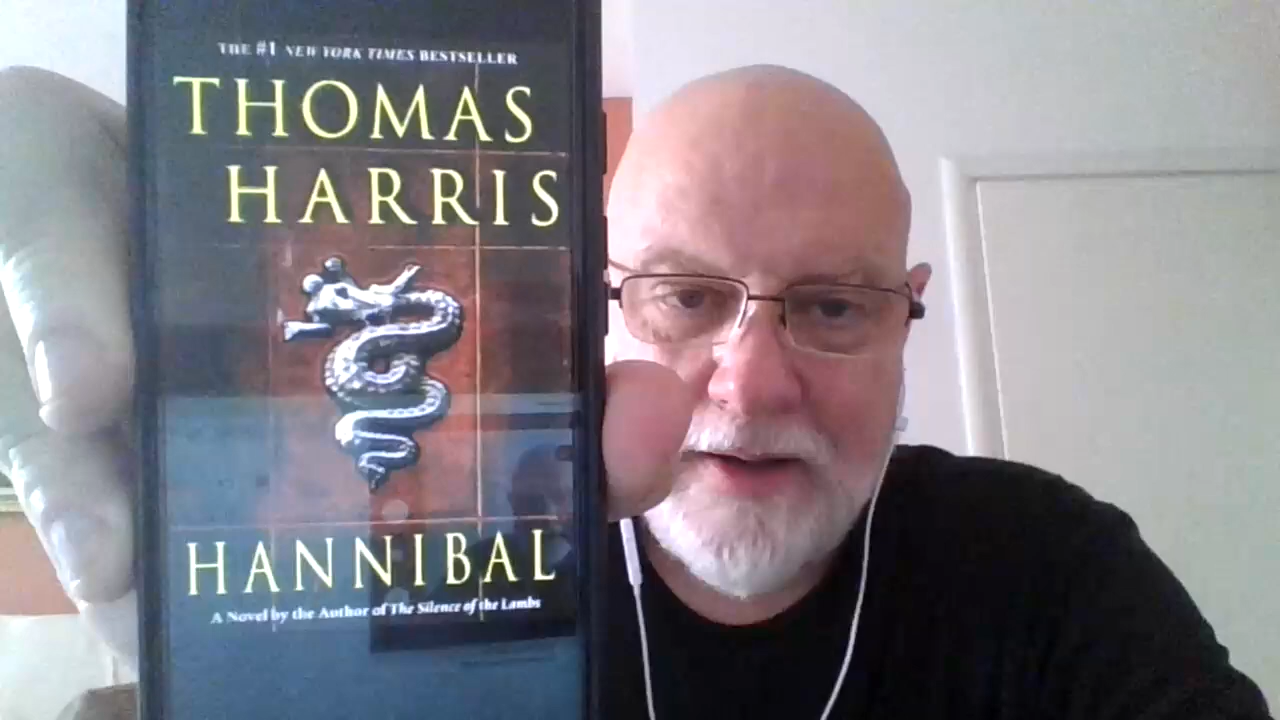 THE #1 NEW YORK TIMES BESTSELLER
THOMAS
HARRIS
HANNIBAL
A Novel by the Author of The Silence of the Lambs